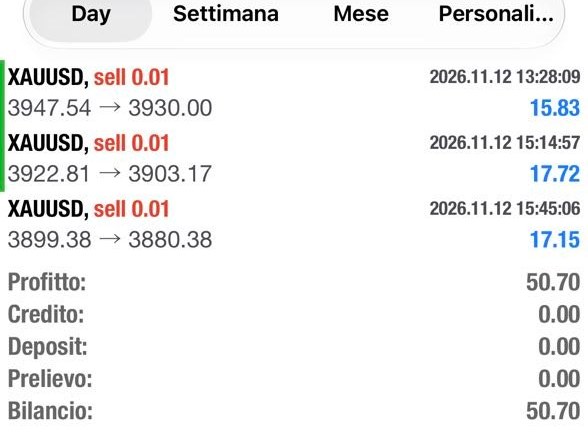 Day Settimana Mese Personali...
XAUUSD, sell 0.01 2026.11.12 13:28:09
3947.54 → 3930.00 15.83
XAUUSD, sell 0.01 2026.11.12 15:14:57
3922.81 → 3903.17 17.72
XAUUSD, sell 0.01 2026.11.12 15:45:06
3899.38 → 3880.38 17.15
Profitto: 50.70
Credito: 0.00
Deposit: 0.00
Prelievo: 0.00
Bilancio: 50.70